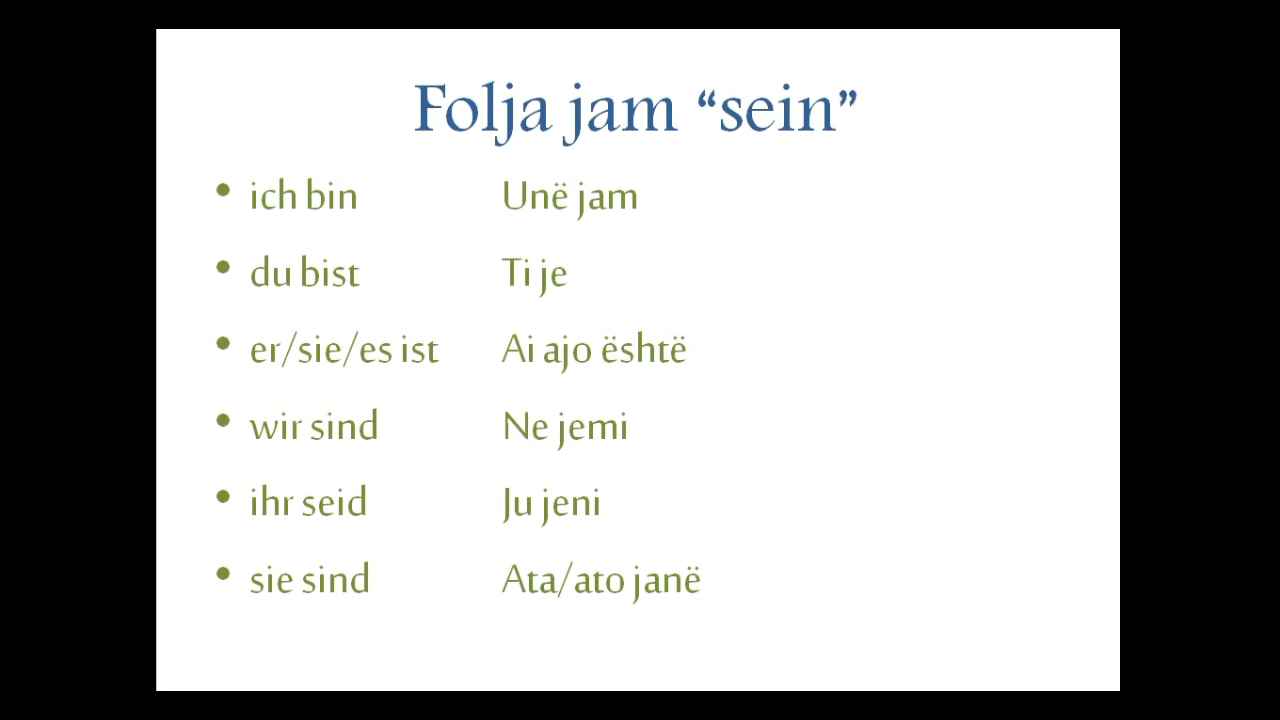 Folja jam “sein”
• ich bin Unë jam
• du bist Ti je
• er/sie/es ist Ai ajo është
• wir sind Ne jemi
• ihr seid Ju jeni
• sie sind Ata/ato janë